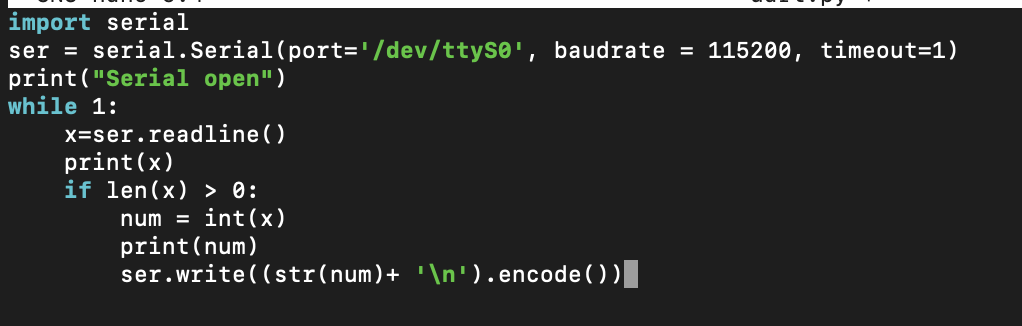 import serial
ser = serial.Serial(port='/dev/ttyS0', baudrate = 115200, timeout=1)
print("Serial open")
while 1:
    x=ser.readline()
    print(x)
    if len(x) > 0:
        num = int(x)
        print(num)
        ser.write((str(num)+ '\n').encode())